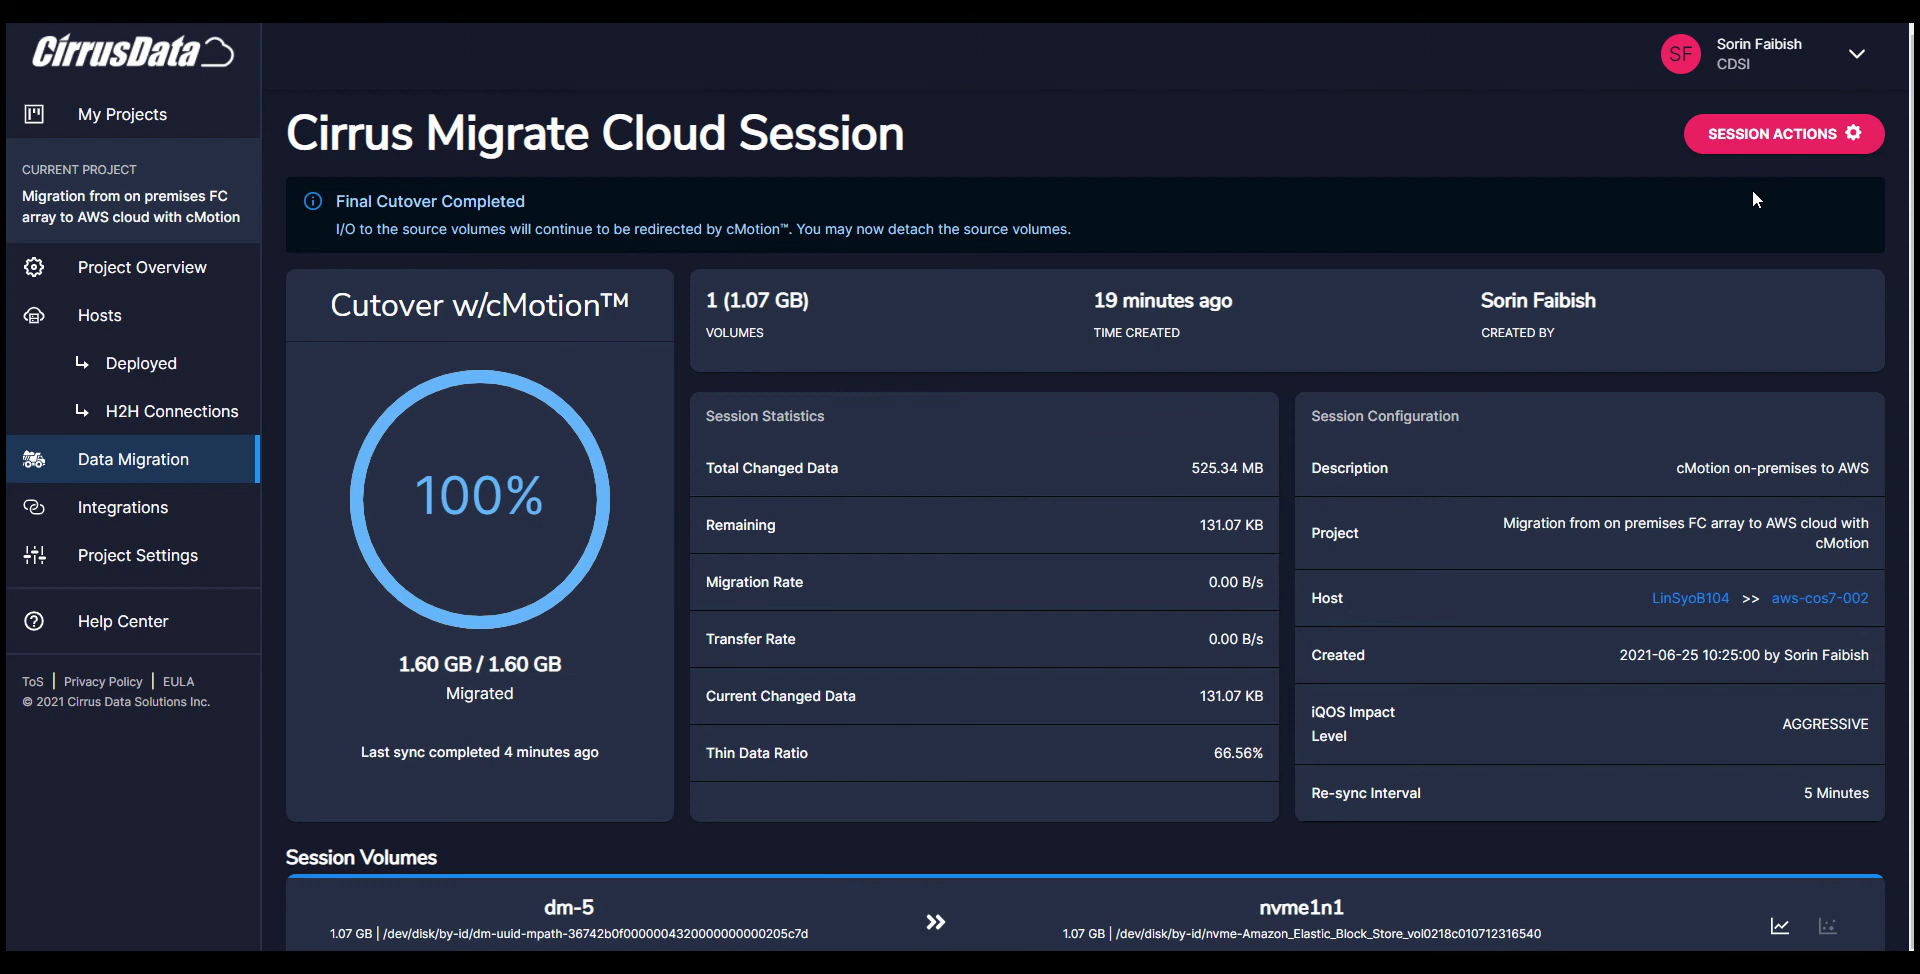 CirrusData
My Projects
CURRENT PROJECT
Migration from on premises FC
array to AWS cloud with cMotion
Project Overview
Hosts
Deployed
H2H Connections
Data Migration
Integrations
Project Settings
Help Center
ToS | Privacy Policy | EULA
© 2021 Cirrus Data Solutions Inc.
SF
Sorin Faibish
CDSI
Cirrus Migrate Cloud Session
SESSION ACTIONS
Final Cutover Completed
I/O to the source volumes will continue to be redirected by cMotion™. You may now detach the source volumes.
Cutover w/cMotion™
100%
1.60 GB / 1.60 GB
Migrated
Last sync completed 4 minutes ago
1 (1.07 GB)
VOLUMES
19 minutes ago
TIME CREATED
Sorin Faibish
CREATED BY
Session Statistics
Total Changed Data 525.34 MB
Remaining 131.07 KB
Migration Rate 0.00 B/s
Transfer Rate 0.00 B/s
Current Changed Data 131.07 KB
Thin Data Ratio 66.56%
Session Configuration
Description cMotion on-premises to AWS
Project Migration from on premises FC array to AWS cloud with
cMotion
Host LinSyoB104 >> aws-cos7-002
Created 2021-06-25 10:25:00 by Sorin Faibish
iQOS Impact
Level AGGRESSIVE
Re-sync Interval 5 Minutes
Session Volumes
dm-5
1.07 GB | /dev/disk/by-id/dm-uuid-mpath-36742b0f0000004320000000000205c7d
nvme1n1
1.07 GB | /dev/disk/by-id/nvme-Amazon_Elastic_Block_Store_vol0218c010712316540